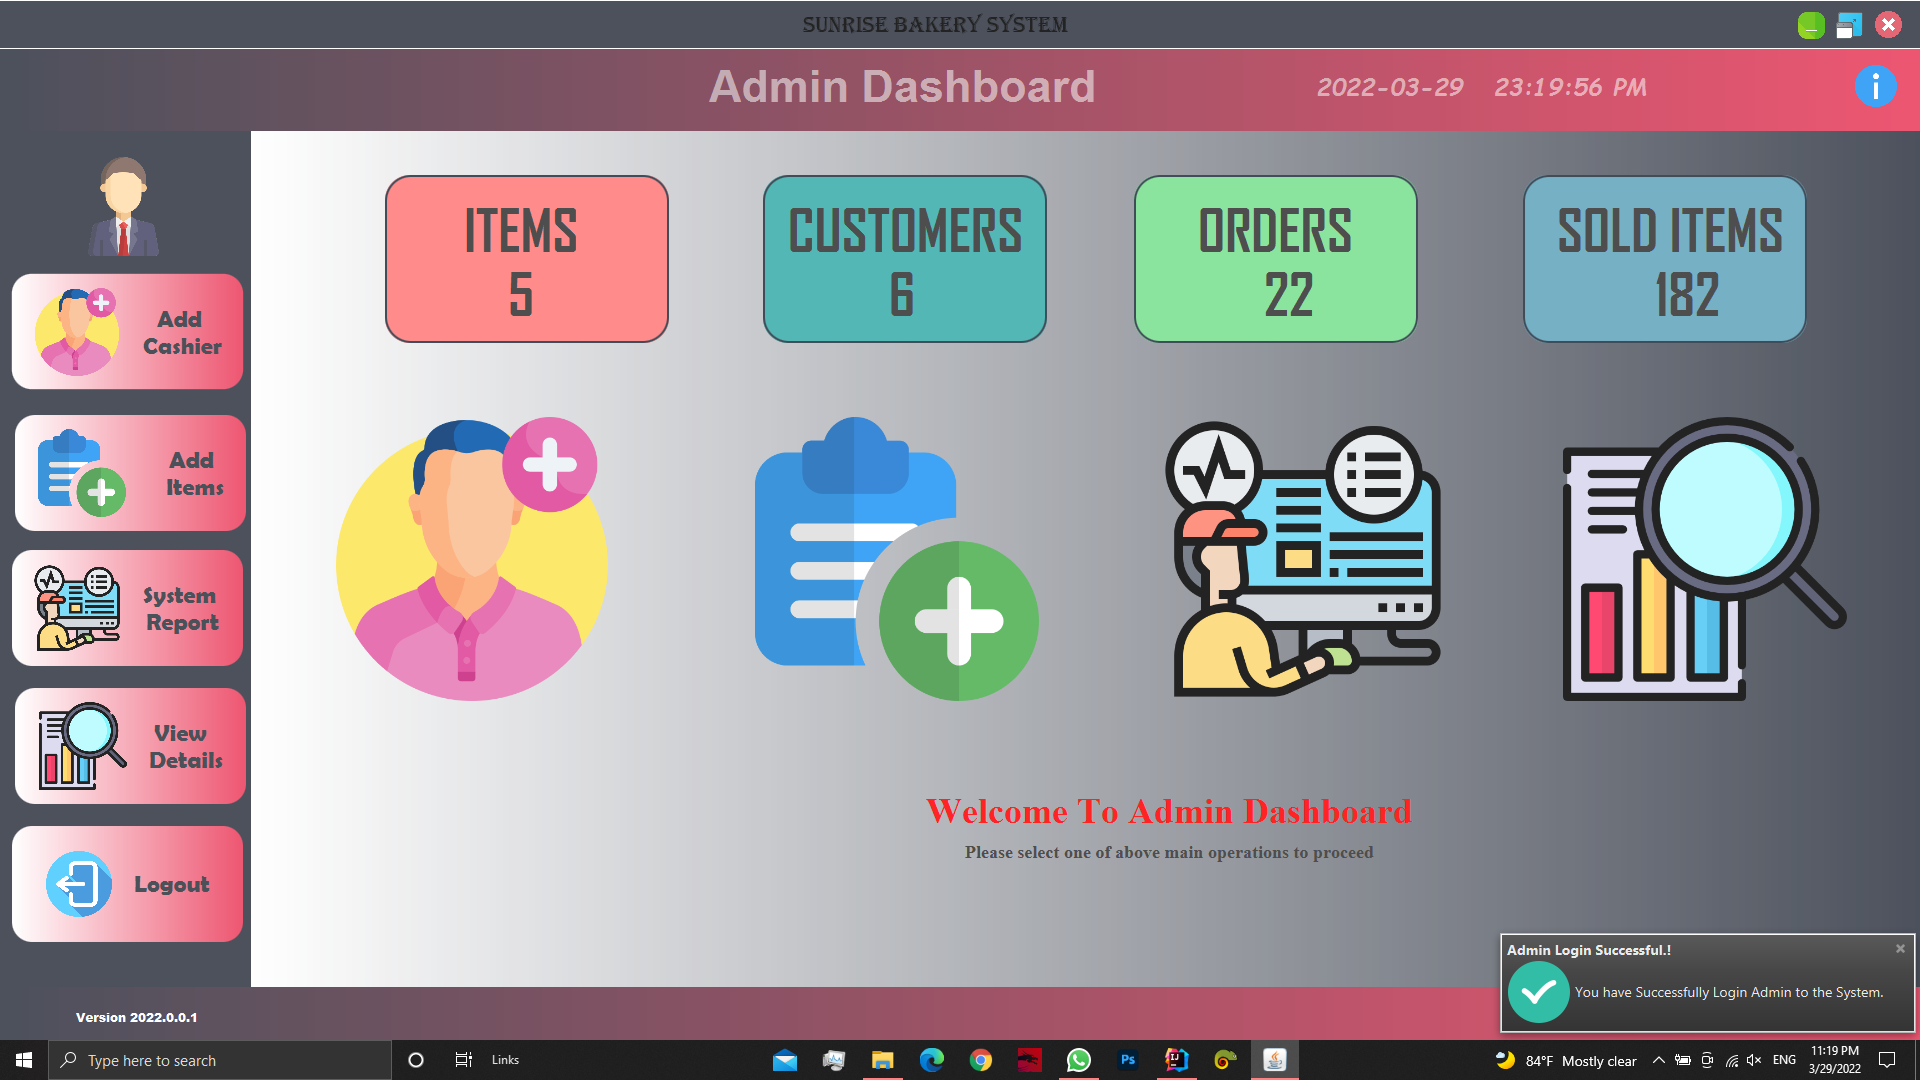 SUNRISE BAKERY SYSTEM
Admin Dashboard
2022-03-29 23:19:56 PM
i
ITEMS
5
CUSTOMERS
6
ORDERS
22
SOLD ITEMS
182
Add
Cashier
Add
Items
System
Report
View
Details
Logout
Welcome To Admin Dashboard
Please select one of above main operations to proceed
Admin Login Successful.!
You have Successfully Login Admin to the System.
Version 2022.0.0.1
Type here to search
Links
Ps
84°F Mostly clear
ENG
11:19 PM
3/29/2022